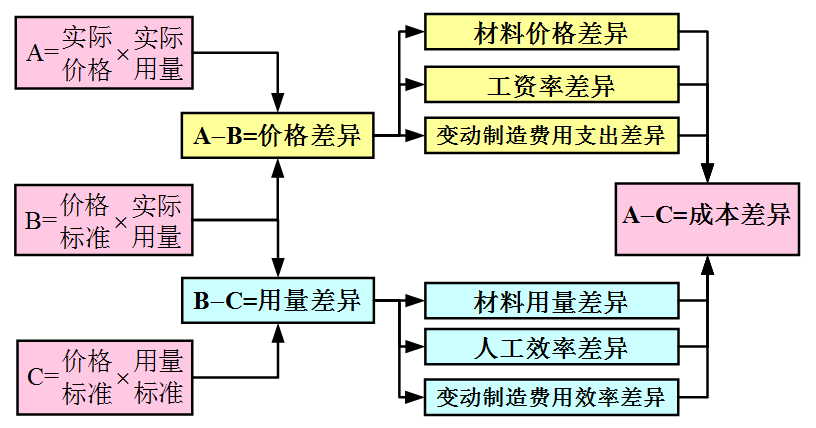 A=实际价格×实际用量
材料价格差异
工资率差异
A−B=价格差异
变动制造费用支出差异
B=价格标准×实际用量
A−C=成本差异
B−C=用量差异
材料用量差异
人工效率差异
C=价格标准×用量标准
变动制造费用效率差异